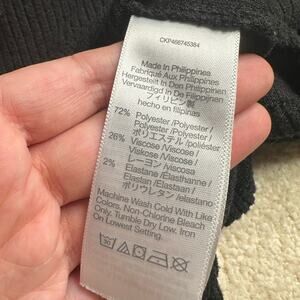 CKP466745384
Made In Philippines
Fabriqué Aux Philippines
Hergestellt In Den Philippinen
Vervaardigd In De Filippijnen
フィリピン製
hecho en filipinas
72% Polyester /Polyester/
Polyester /Polyester/
ポリエステル /poliéster
26% Viscose /Viscose/
Viskose /Viscose/
レーヨン /viscosa
2% Elastane /Élasthanne/
Elastan /Elastaan/
ポリウレタン /elastano
Machine Wash Cold With Like
Colors. Non-Chlorine Bleach
Only. Tumble Dry Low. Iron
On Lowest Setting.
30